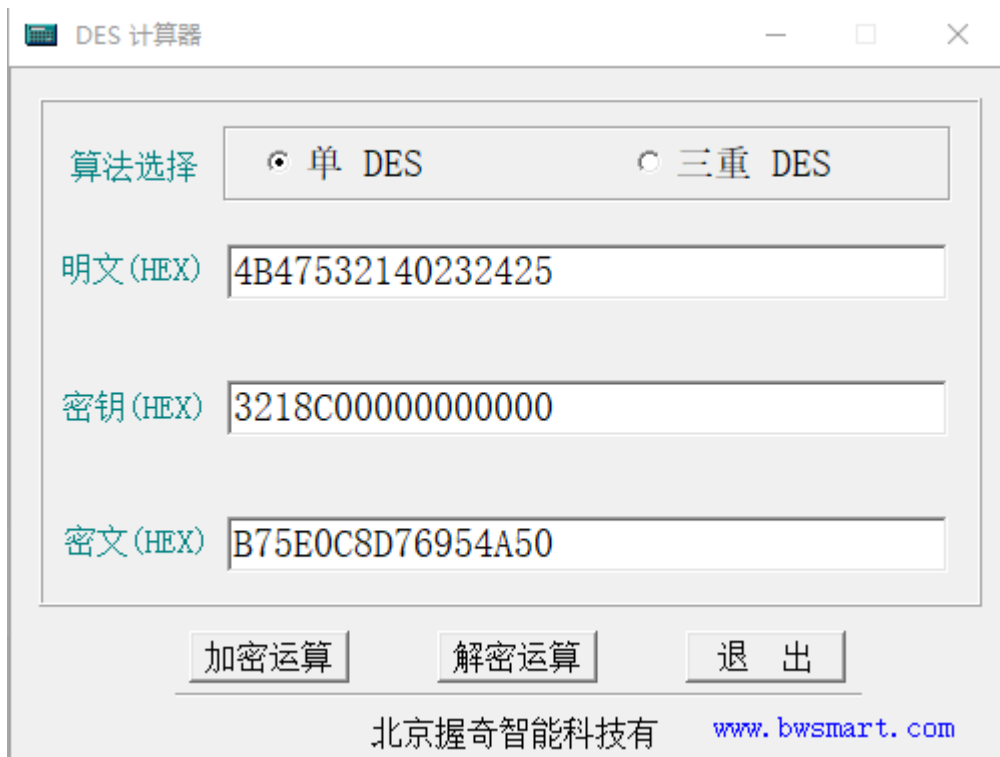 DES 计算器
算法选择 单 DES 三重 DES
明文(HEX) 4B47532140232425
密钥(HEX) 3218C00000000000
密文(HEX) B75E0C8D76954A50
加密运算 解密运算 退 出
北京握奇智能科技有 www.bwsmart.com